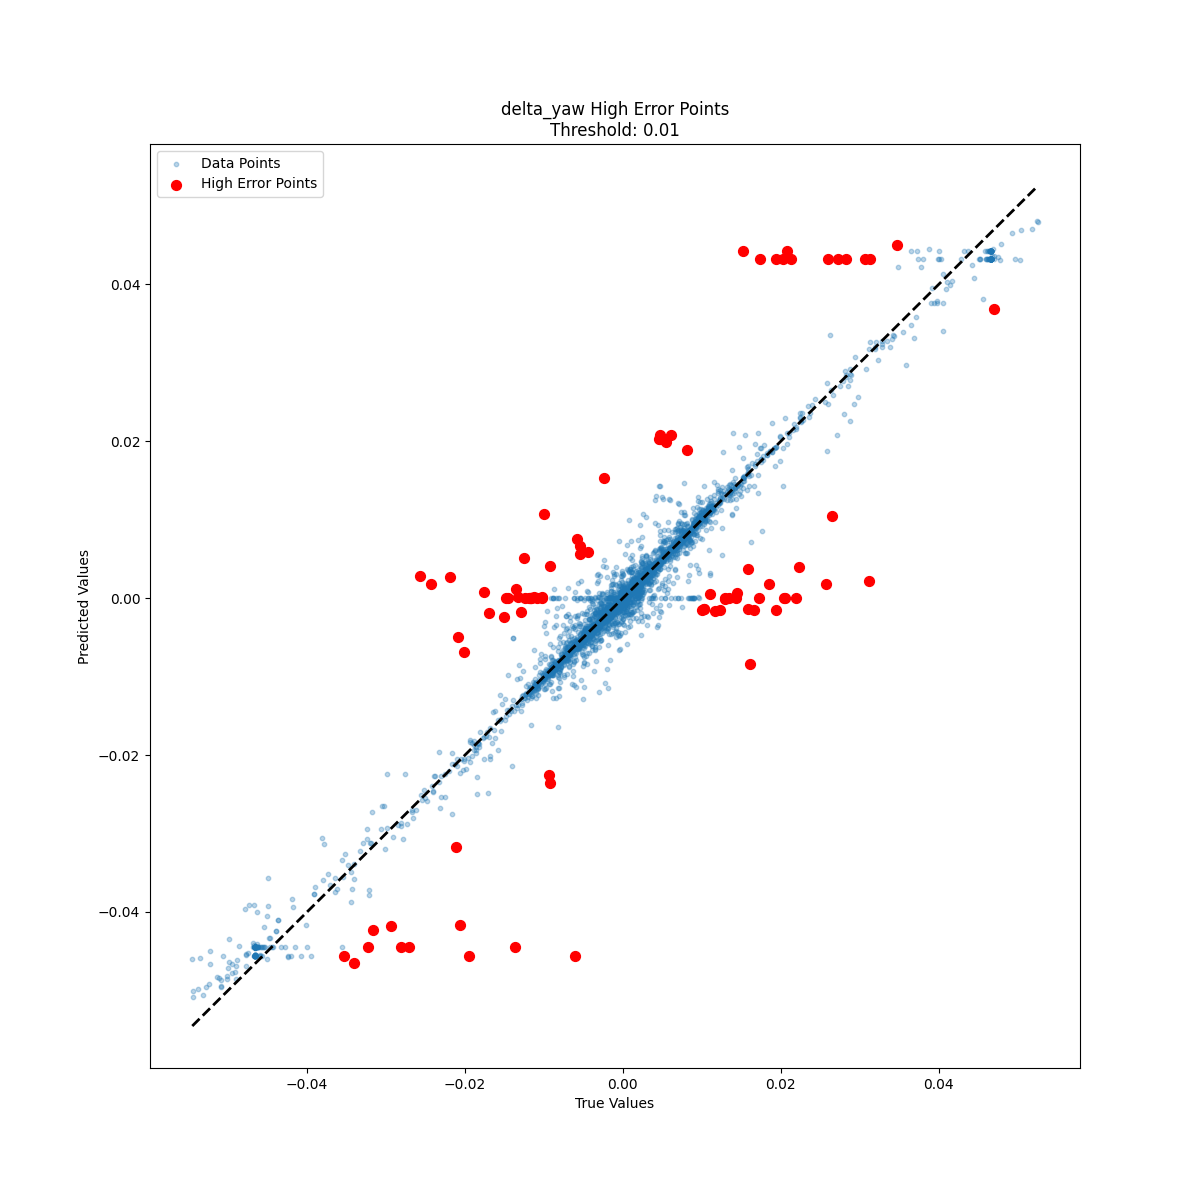 delta_yaw High Error Points
Threshold: 0.01
Data Points
High Error Points
0.04
0.02
0.00
−0.02
−0.04
Predicted Values
−0.04
−0.02
0.00
0.02
0.04
True Values